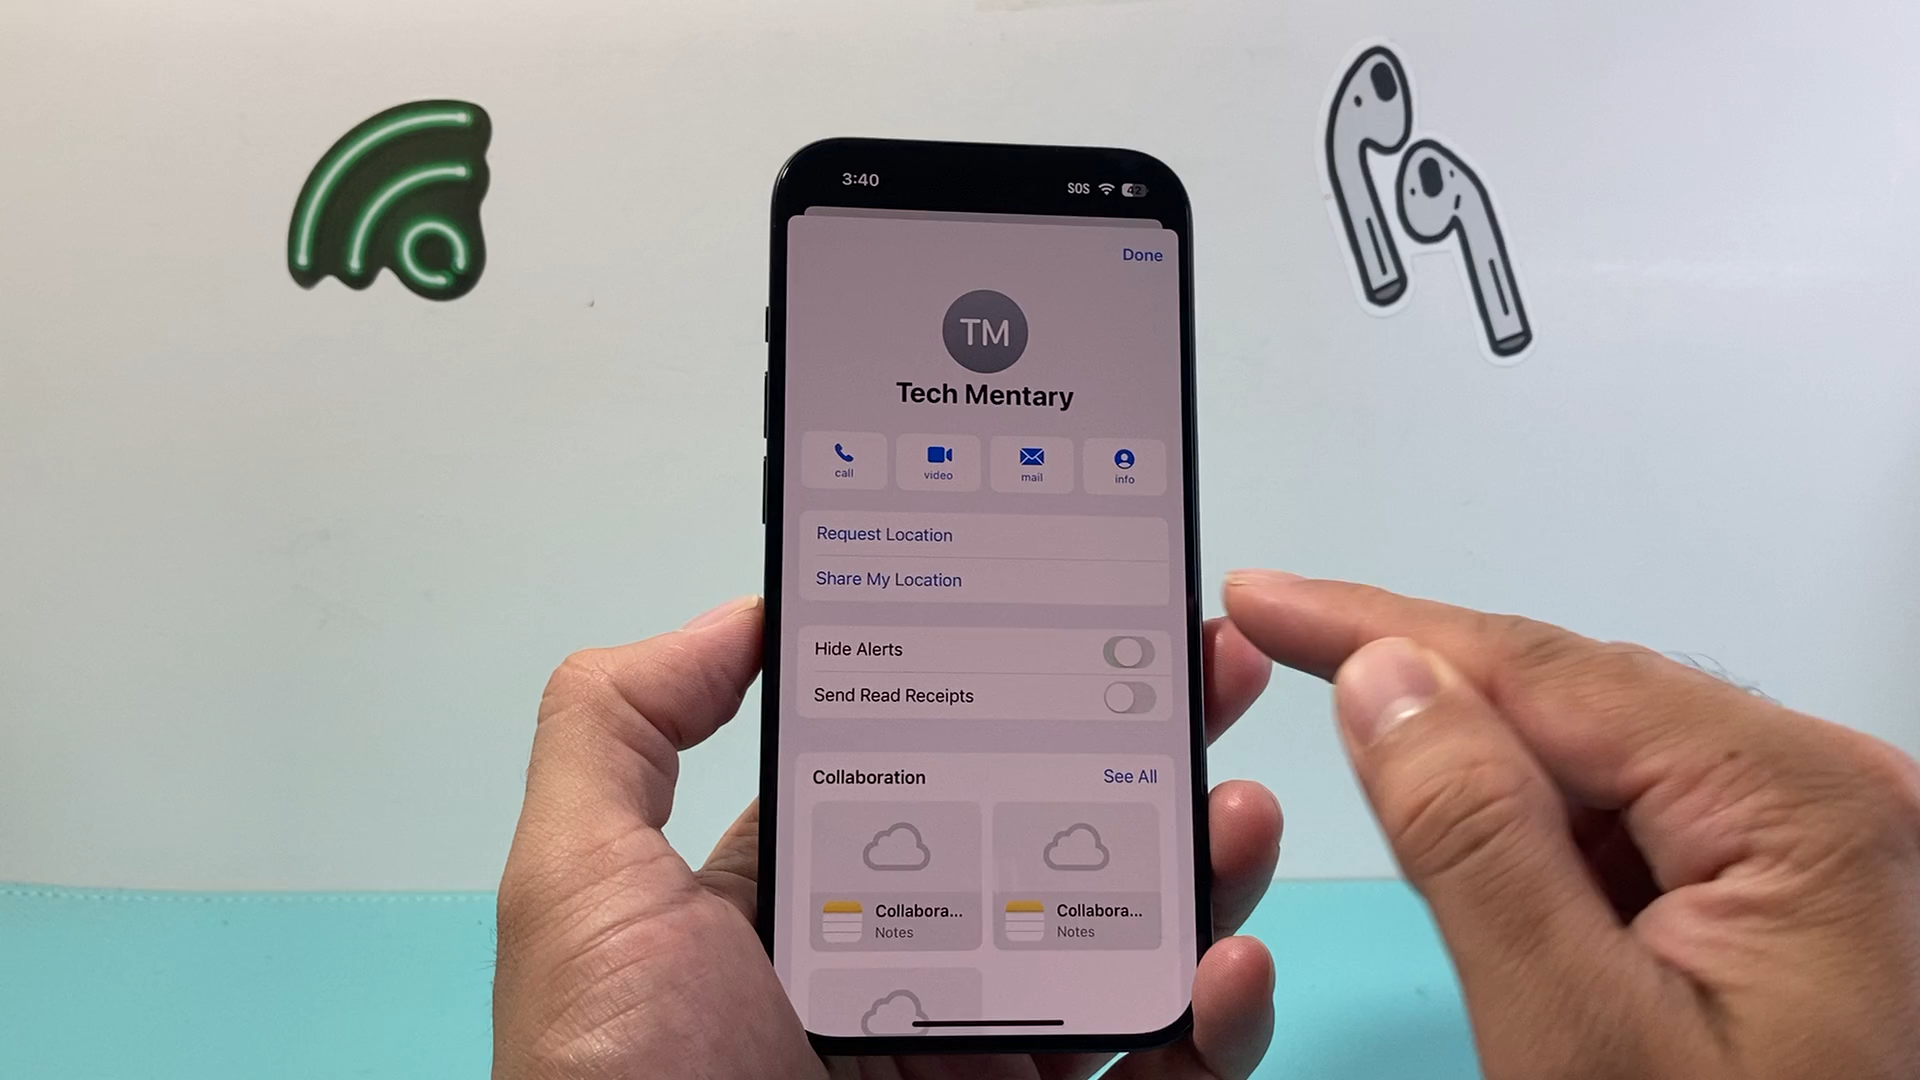 3:40
SOS
42
Done
TM
Tech Mentary
call
video
mail
info
Request Location
Share My Location
Hide Alerts
Send Read Receipts
Collaboration
See All
Collabora...
Notes
Collabora...
Notes